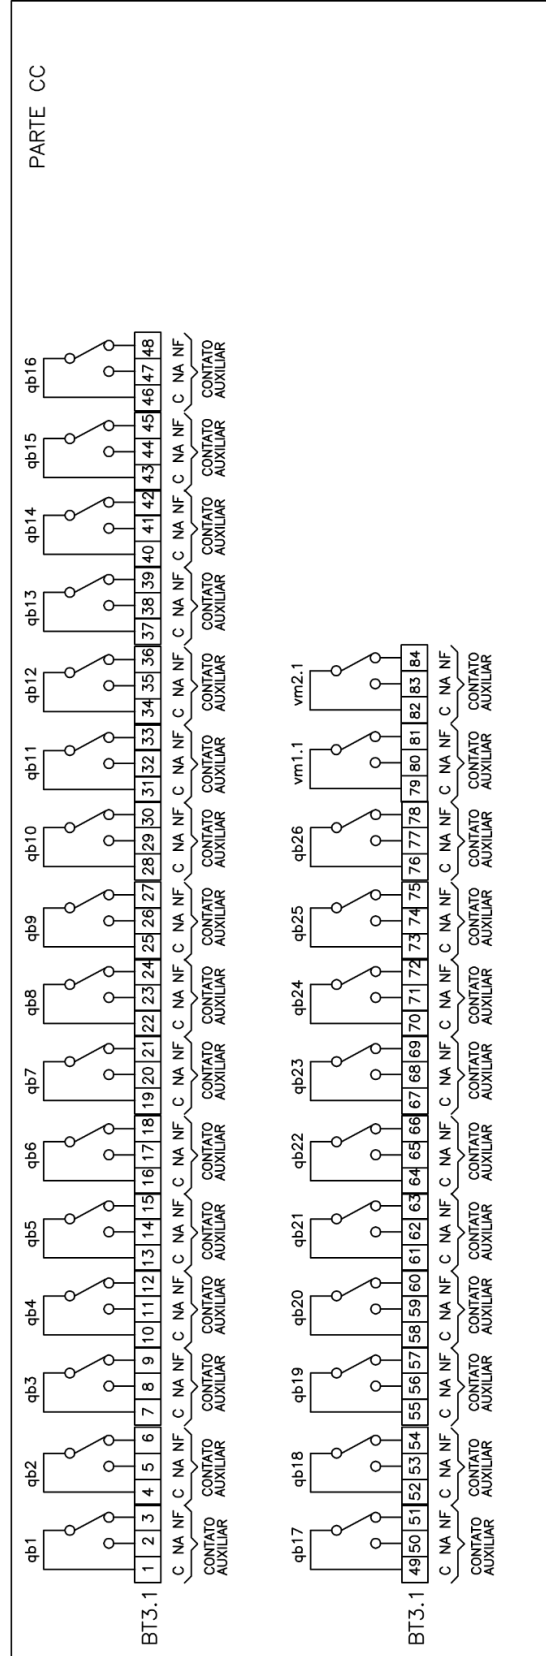 PARTE CC
qb1 qb2 qb3 qb4 qb5 qb6 qb7 qb8 qb9 qb10 qb11 qb12 qb13 qb14 qb15 qb16
BT3.1 1 2 3 4 5 6 7 8 9 10 11 12 13 14 15 16 17 18 19 20 21 22 23 24 25 26 27 28 29 30 31 32 33 34 35 36 37 38 39 40 41 42 43 44 45 46 47 48
C NA NF C NA NF C NA NF C NA NF C NA NF C NA NF C NA NF C NA NF C NA NF C NA NF C NA NF C NA NF C NA NF C NA NF C NA NF C NA NF
CONTATO CONTATO CONTATO CONTATO CONTATO CONTATO CONTATO CONTATO CONTATO CONTATO CONTATO CONTATO CONTATO CONTATO CONTATO CONTATO
AUXILIAR AUXILIAR AUXILIAR AUXILIAR AUXILIAR AUXILIAR AUXILIAR AUXILIAR AUXILIAR AUXILIAR AUXILIAR AUXILIAR AUXILIAR AUXILIAR AUXILIAR AUXILIAR
qb17 qb18 qb19 qb20 qb21 qb22 qb23 qb24 qb25 qb26 vm1.1 vm2.1
BT3.1 49 50 51 52 53 54 55 56 57 58 59 60 61 62 63 64 65 66 67 68 69 70 71 72 73 74 75 76 77 78 79 80 81 82 83 84
C NA NF C NA NF C NA NF C NA NF C NA NF C NA NF C NA NF C NA NF C NA NF C NA NF C NA NF C NA NF
CONTATO CONTATO CONTATO CONTATO CONTATO CONTATO CONTATO CONTATO CONTATO CONTATO CONTATO CONTATO
AUXILIAR AUXILIAR AUXILIAR AUXILIAR AUXILIAR AUXILIAR AUXILIAR AUXILIAR AUXILIAR AUXILIAR AUXILIAR AUXILIAR